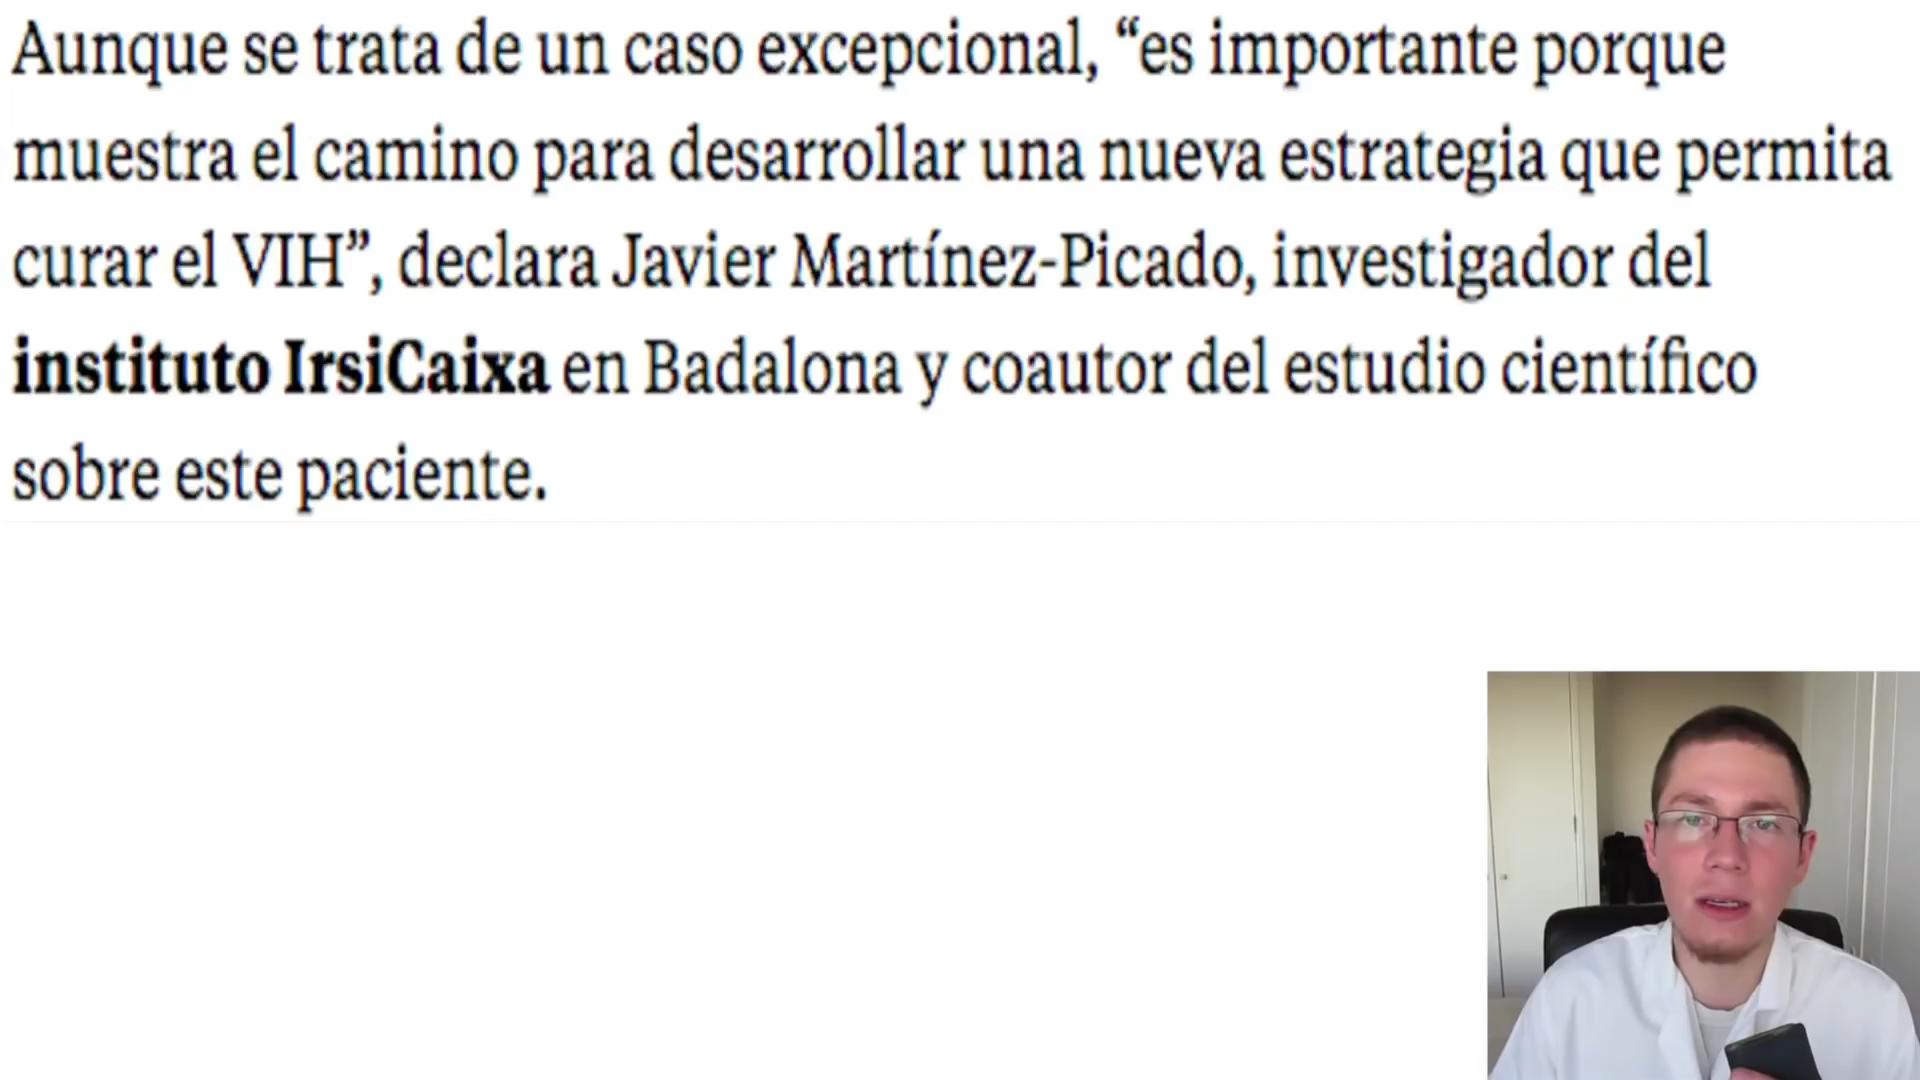 Aunque se trata de un caso excepcional, “es importante porque
muestra el camino para desarrollar una nueva estrategia que permita
curar el VIH”, declara Javier Martínez-Picado, investigador del
instituto IrsiCaixa en Badalona y coautor del estudio científico
sobre este paciente.